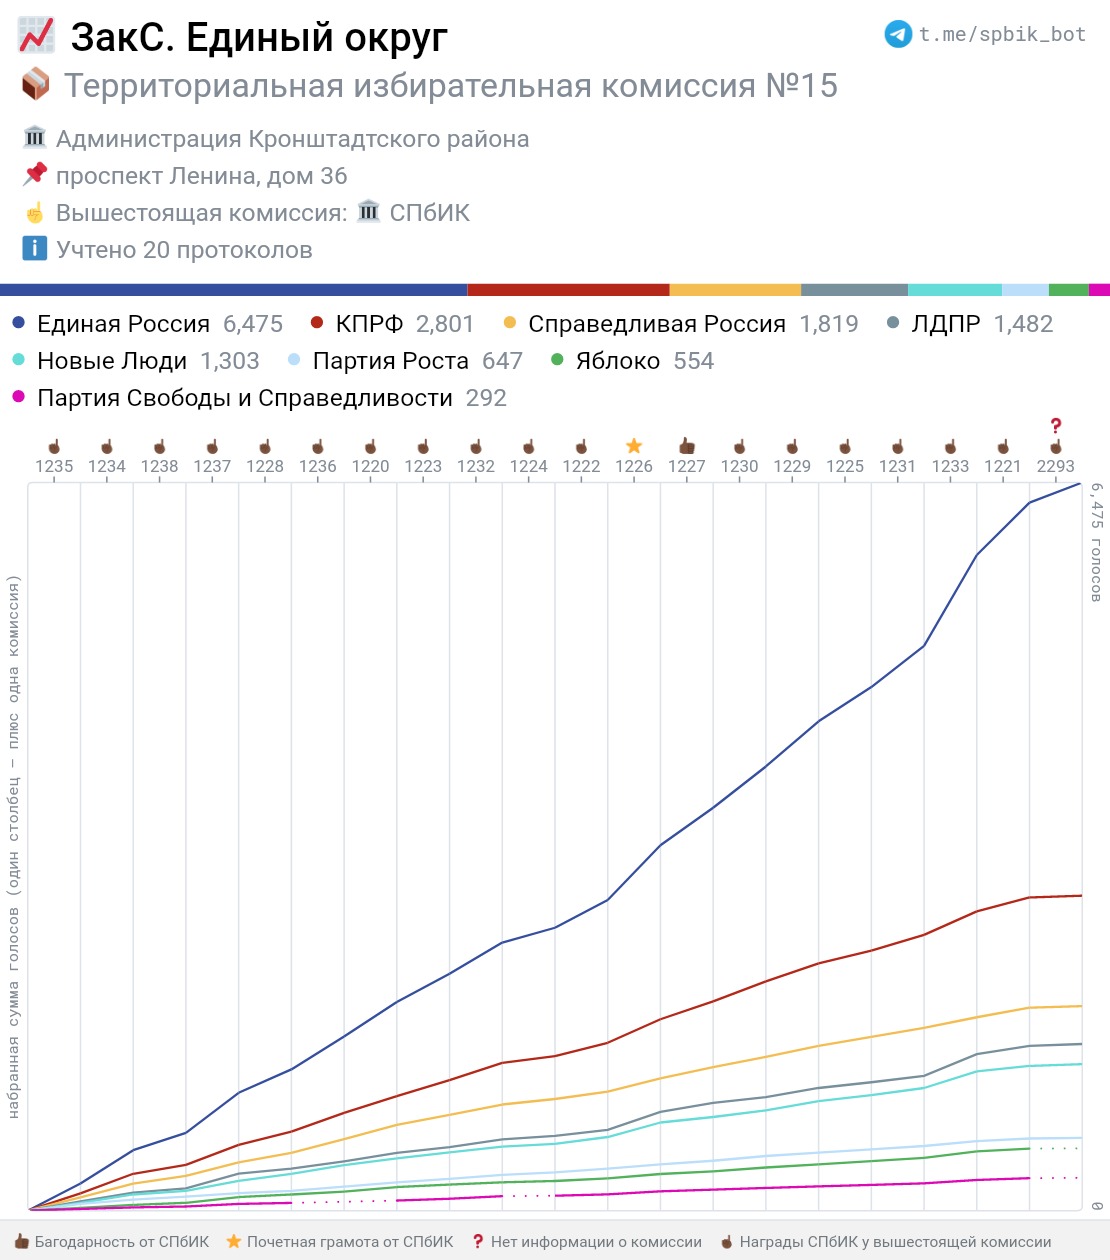 ЗакС. Единый округ
t.me/spbik_bot
Территориальная избирательная комиссия №15
Администрация Кронштадтского района
проспект Ленина, дом 36
Вышестоящая комиссия: СПбИК
Учтено 20 протоколов
Единая Россия 6,475 КПРФ 2,801 Справедливая Россия 1,819 ЛДПР 1,482
Новые Люди 1,303 Партия Роста 647 Яблоко 554
Партия Свободы и Справедливости 292
1235 1234 1238 1237 1228 1236 1220 1223 1232 1224 1222 1226 1227 1230 1229 1225 1231 1233 1221 2293
6,475 голосов
набранная сумма голосов (один столбец — плюс одна комиссия)
0
Багодарность от СПбИК Почетная грамота от СПбИК Нет информации о комиссии Награды СПбИК у вышестоящей комиссии